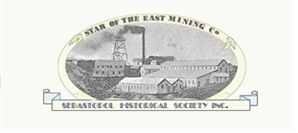 STAR OF THE EAST MINING Co
SEBASTOPOL HISTORICAL SOCIETY INC.